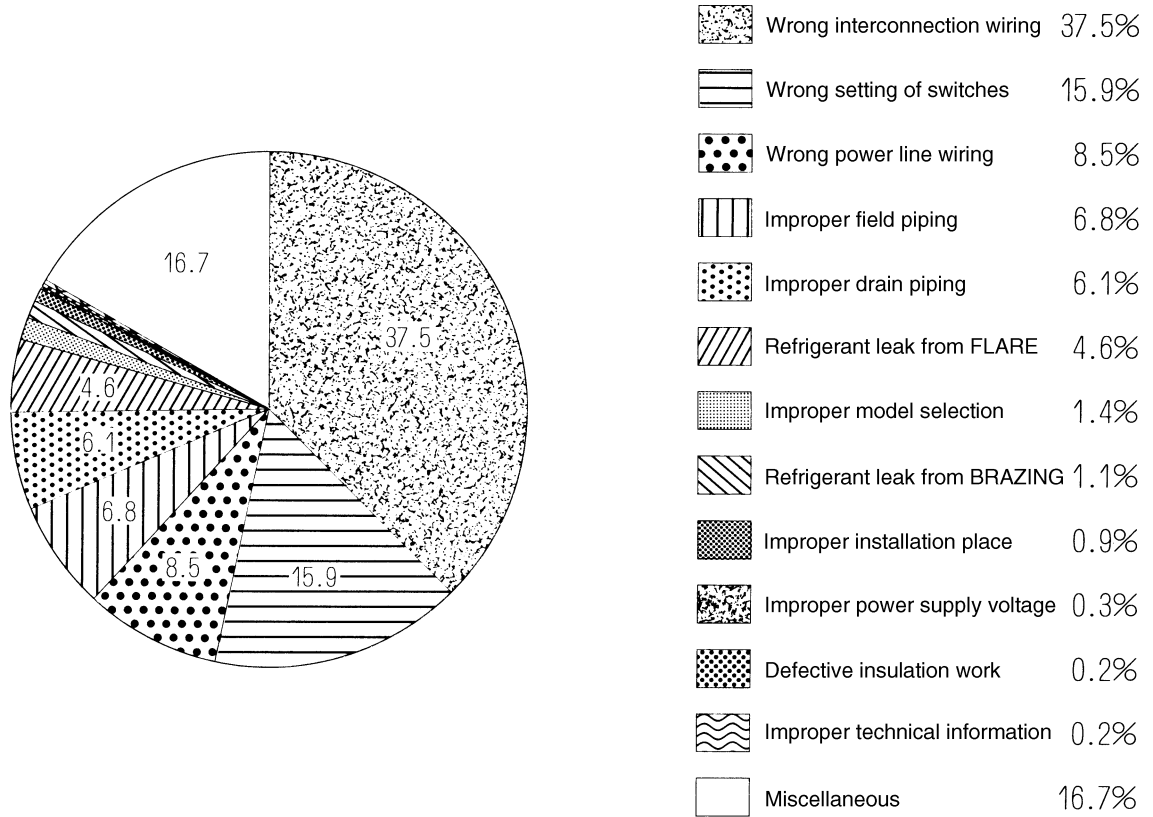 Wrong interconnection wiring 37.5%
Wrong setting of switches 15.9%
Wrong power line wiring 8.5%
Improper field piping 6.8%
Improper drain piping 6.1%
Refrigerant leak from FLARE 4.6%
Improper model selection 1.4%
Refrigerant leak from BRAZING 1.1%
Improper installation place 0.9%
Improper power supply voltage 0.3%
Defective insulation work 0.2%
Improper technical information 0.2%
Miscellaneous 16.7%
16.7
37.5
4.6
6.1
6.8
8.5
15.9